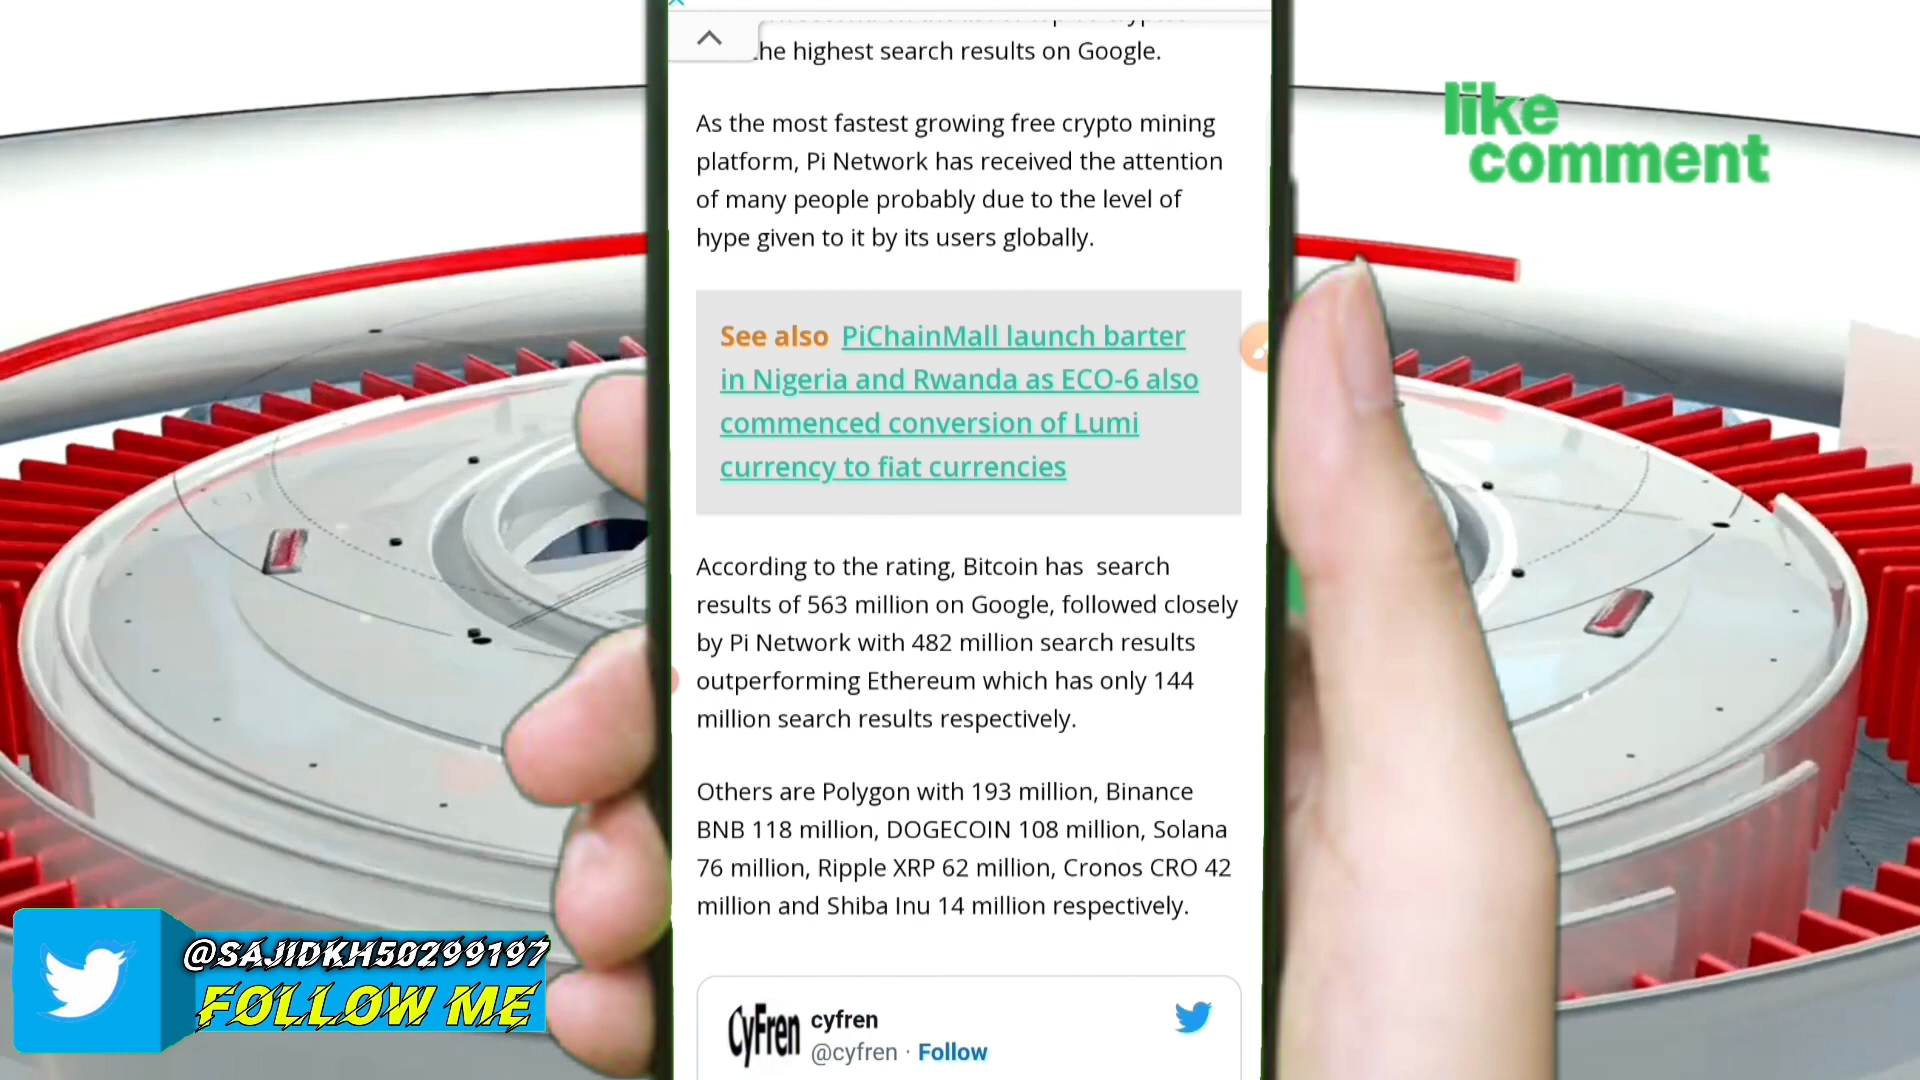 he highest search results on Google.
As the most fastest growing free crypto mining
platform, Pi Network has received the attention
of many people probably due to the level of
hype given to it by its users globally.
See also PiChainMall launch barter
in Nigeria and Rwanda as ECO-6 also
commenced conversion of Lumi
currency to fiat currencies
According to the rating, Bitcoin has search
results of 563 million on Google, followed closely
by Pi Network with 482 million search results
outperforming Ethereum which has only 144
million search results respectively.
Others are Polygon with 193 million, Binance
BNB 118 million, DOGECOIN 108 million, Solana
76 million, Ripple XRP 62 million, Cronos CRO 42
million and Shiba Inu 14 million respectively.
CyFren
cyfren
@cyfren · Follow
like
comment
@SAJIDKH50299197
FOLLOW ME